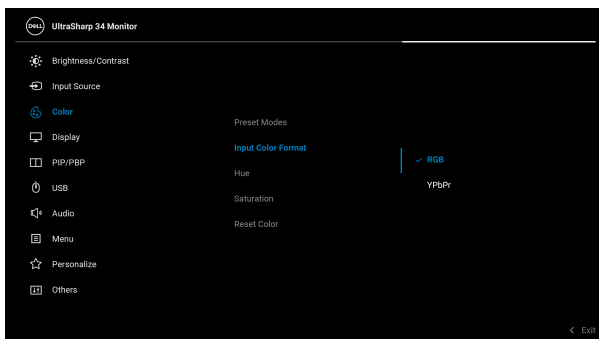 DELL UltraSharp 34 Monitor
Brightness/Contrast
Input Source
Color
Display
PIP/PBP
USB
Audio
Menu
Personalize
Others
Preset Modes
Input Color Format
Hue
Saturation
Reset Color
RGB
YPbPr
Exit